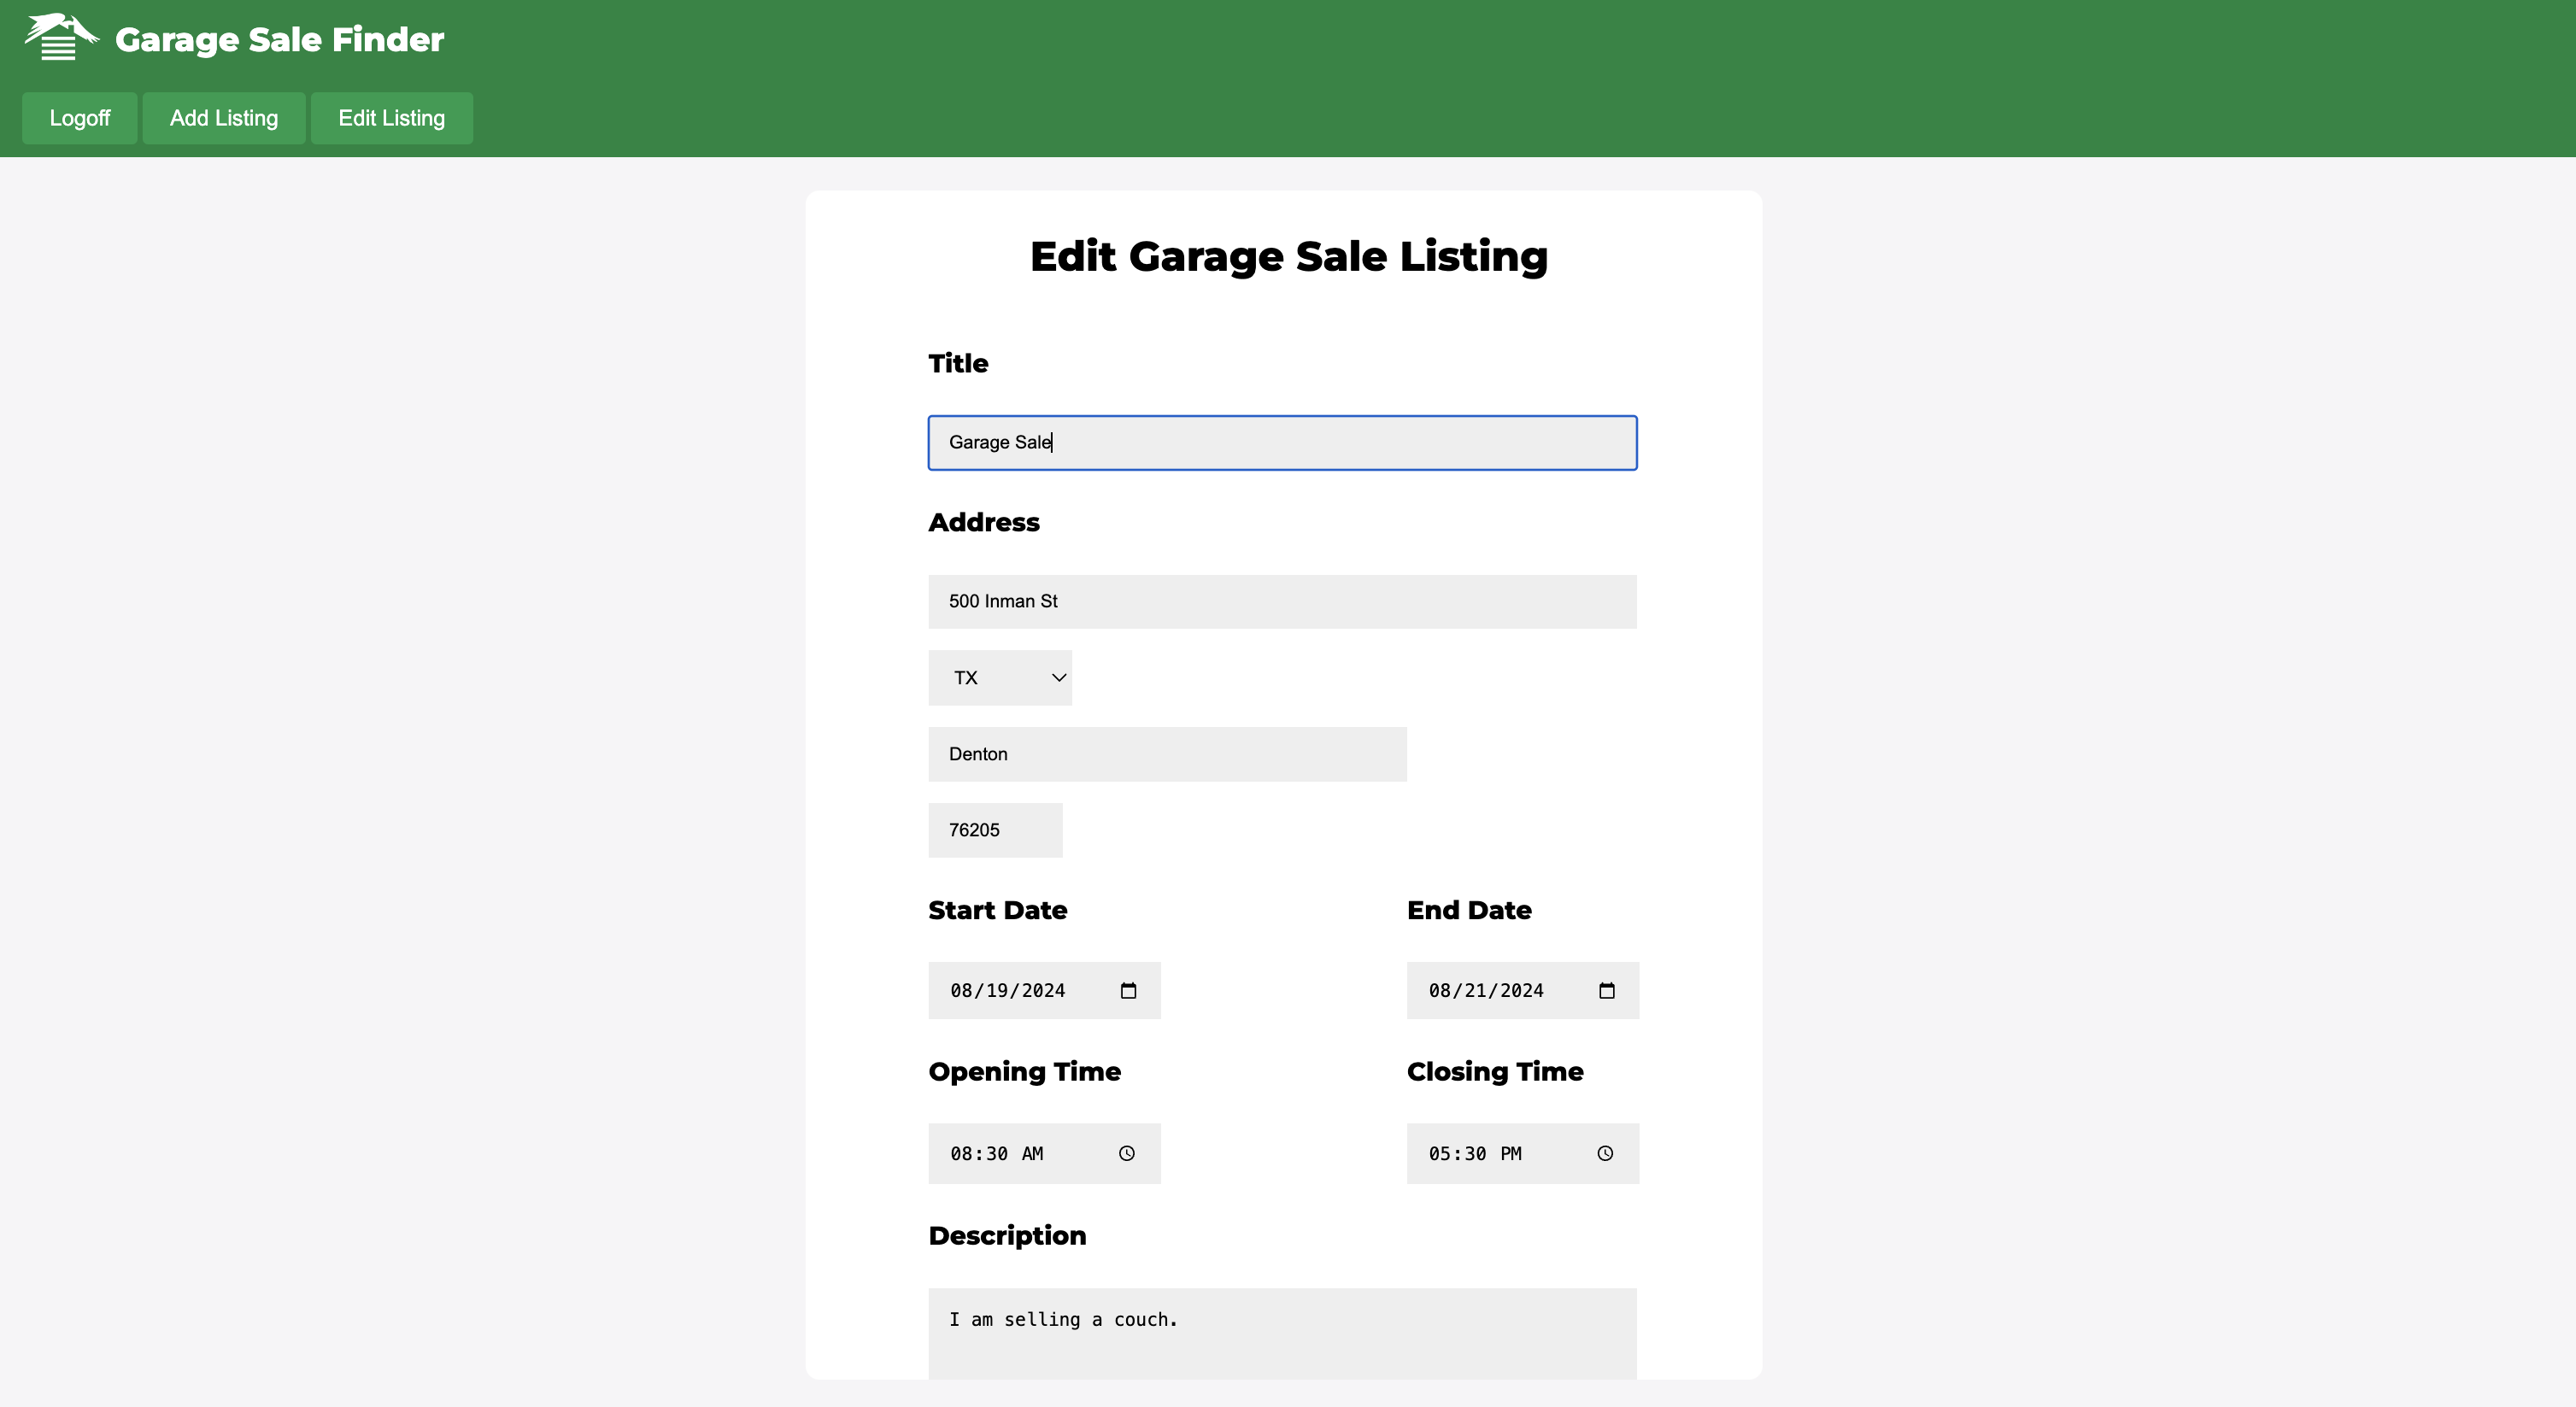 Garage Sale Finder
Logoff Add Listing Edit Listing
Edit Garage Sale Listing
Title
Garage Sale
Address
500 Inman St
TX
Denton
76205
Start Date End Date
08/19/2024 08/21/2024
Opening Time Closing Time
08:30 AM 05:30 PM
Description
I am selling a couch.